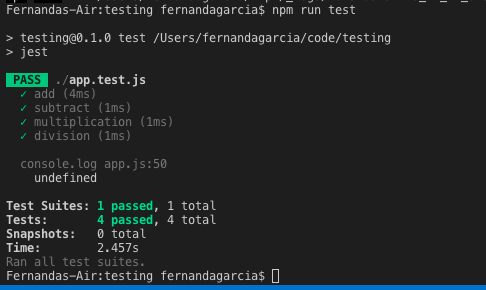 Fernandas-Air:testing fernandagarcia$ npm run test
> testing@0.1.0 test /Users/fernandagarcia/code/testing
> jest
PASS ./app.test.js
✓ add (4ms)
✓ subtract (1ms)
✓ multiplication (1ms)
✓ division (1ms)
console.log app.js:50
undefined
Test Suites: 1 passed, 1 total
Tests: 4 passed, 4 total
Snapshots: 0 total
Time: 2.457s
Ran all test suites.
Fernandas-Air:testing fernandagarcia$